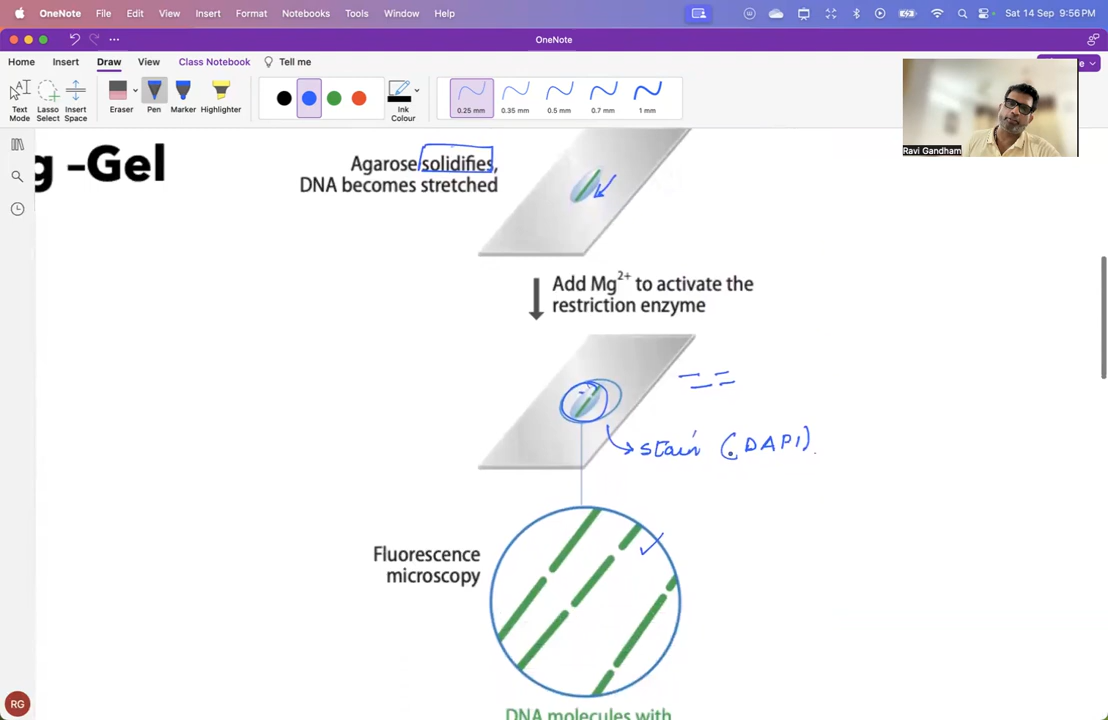 OneNote File Edit View Insert Format Notebooks Tools Window Help Sat 14 Sep 9:56 PM
OneNote
Home Insert Draw View Class Notebook Tell me
Text Mode Lasso Select Insert Space Eraser Pen Marker Highlighter Ink Colour 0.25 mm 0.35 mm 0.5 mm 0.7 mm 1 mm
Ravi Gandham
g -Gel
Agarose solidifies,
DNA becomes stretched
Add Mg2+ to activate the
restriction enzyme
stain (DAPI).
Fluorescence
microscopy
DNA molecules with
RG